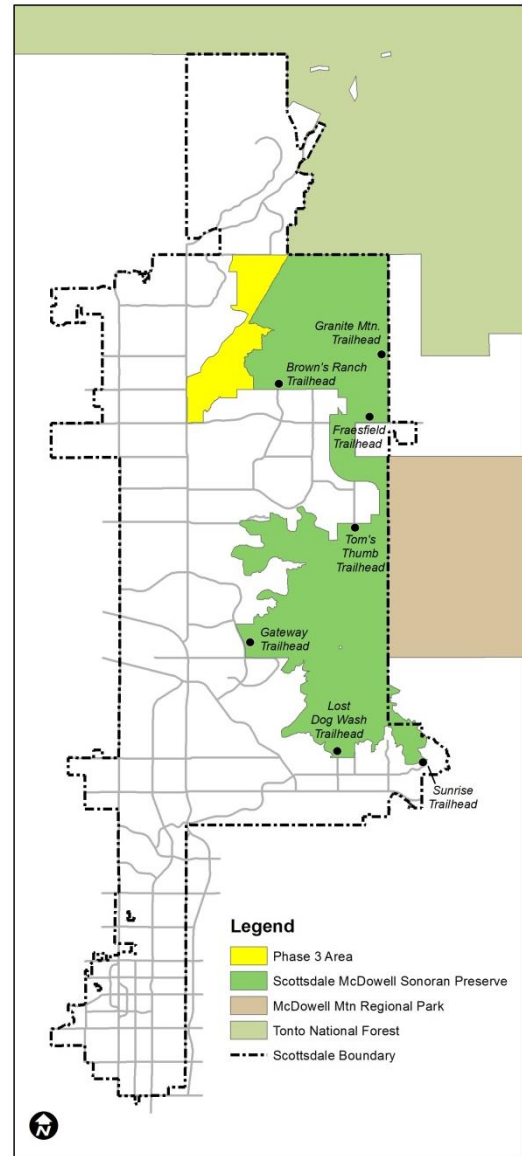 Granite Mtn.
Trailhead
Brown's Ranch
Trailhead
Fraesfield
Trailhead
Tom's
Thumb
Trailhead
Gateway
Trailhead
Lost
Dog Wash
Trailhead
Sunrise
Trailhead
Legend
Phase 3 Area
Scottsdale McDowell Sonoran Preserve
McDowell Mtn Regional Park
Tonto National Forest
Scottsdale Boundary
N